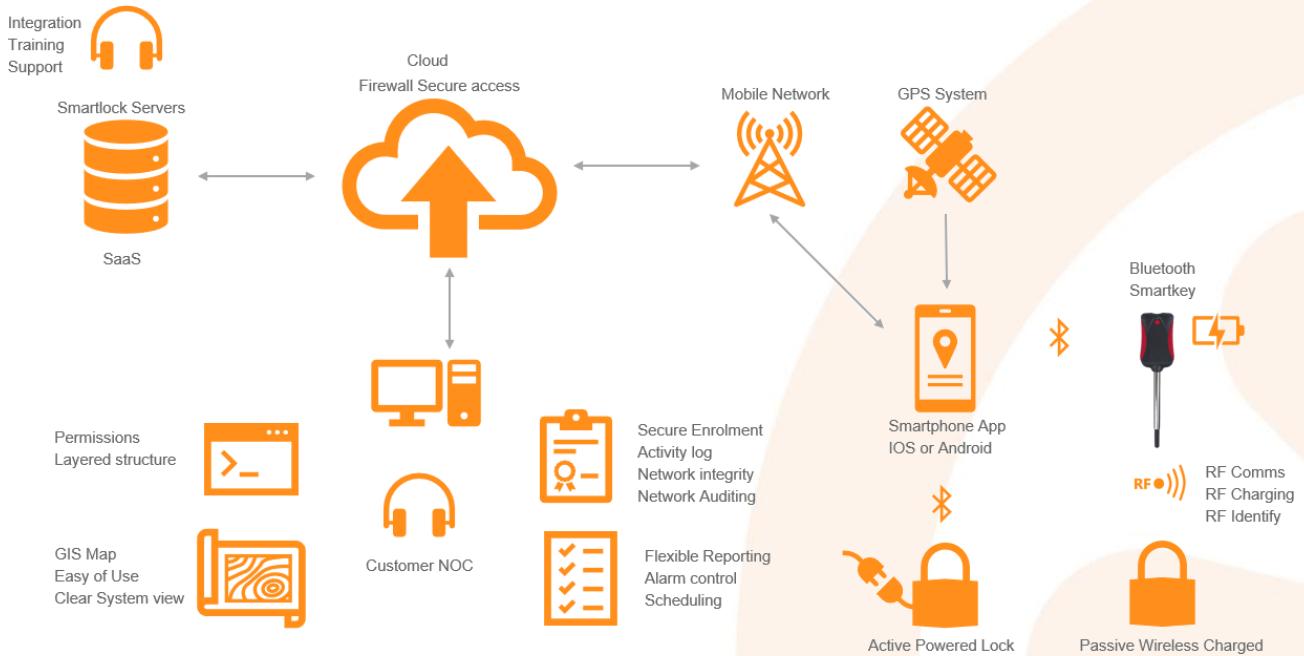 Integration
Training
Support
Smartlock Servers
SaaS
Cloud
Firewall Secure access
Mobile Network
GPS System
Bluetooth
Smartkey
Smartphone App
IOS or Android
RF
RF Comms
RF Charging
RF Identify
Permissions
Layered structure
>_
GIS Map
Easy of Use
Clear System view
Customer NOC
Secure Enrolment
Activity log
Network integrity
Network Auditing
Flexible Reporting
Alarm control
Scheduling
Active Powered Lock
Passive Wireless Charged